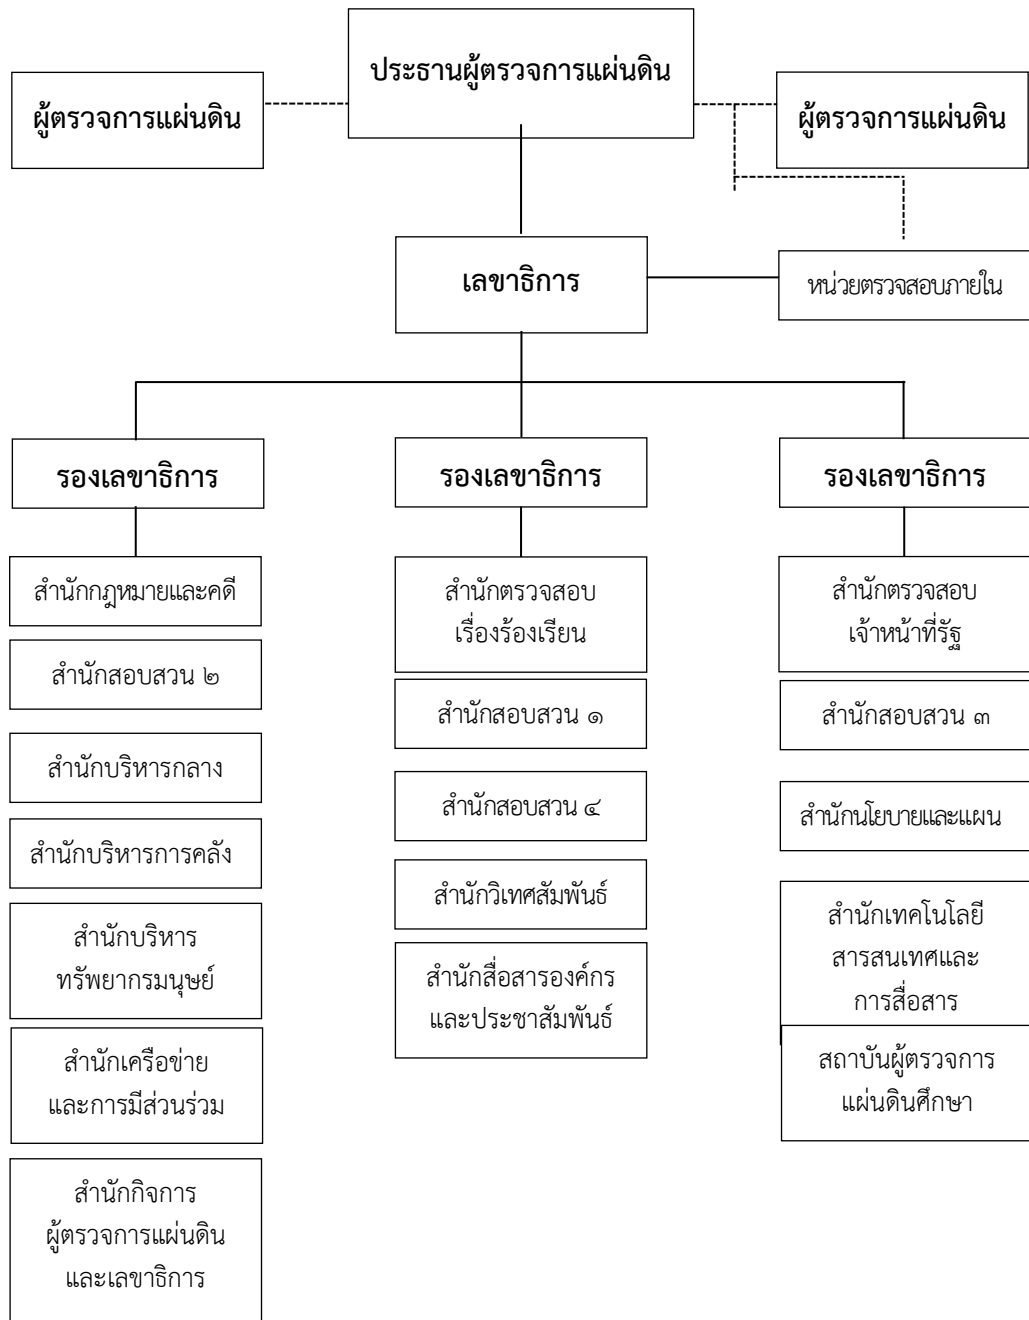 ประธานผู้ตรวจการแผ่นดิน
ผู้ตรวจการแผ่นดิน
ผู้ตรวจการแผ่นดิน
เลขาธิการ
หน่วยตรวจสอบภายใน
รองเลขาธิการ
สำนักกฎหมายและคดี
สำนักสอบสวน ๒
สำนักบริหารกลาง
สำนักบริหารการคลัง
สำนักบริหาร
ทรัพยากรมนุษย์
สำนักเครือข่าย
และการมีส่วนร่วม
สำนักกิจการ
ผู้ตรวจการแผ่นดิน
และเลขาธิการ
รองเลขาธิการ
สำนักตรวจสอบ
เรื่องร้องเรียน
สำนักสอบสวน ๑
สำนักสอบสวน ๔
สำนักวิเทศสัมพันธ์
สำนักสื่อสารองค์กร
และประชาสัมพันธ์
รองเลขาธิการ
สำนักตรวจสอบ
เจ้าหน้าที่รัฐ
สำนักสอบสวน ๓
สำนักนโยบายและแผน
สำนักเทคโนโลยี
สารสนเทศและ
การสื่อสาร
สถาบันผู้ตรวจการ
แผ่นดินศึกษา